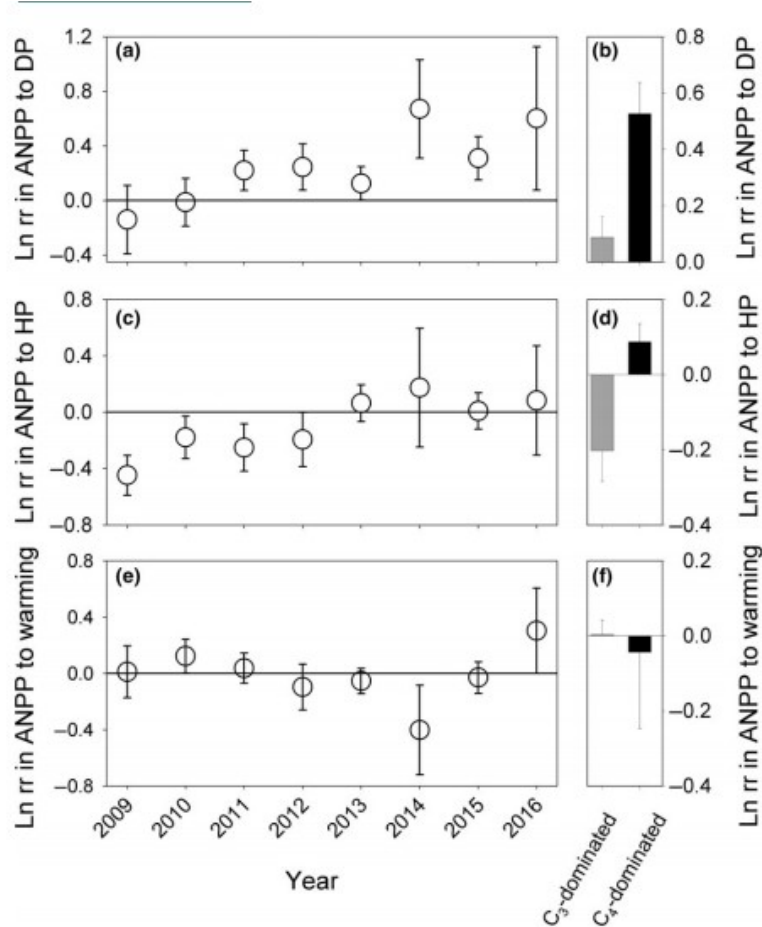 Ln rr in ANPP to DP
1.2
0.8
0.4
0.0
–0.4
(a)
(b)
0.8
0.6
0.4
0.2
0.0
Ln rr in ANPP to DP
Ln rr in ANPP to HP
0.8
0.4
0.0
–0.4
–0.8
(c)
(d)
0.2
0.0
–0.2
–0.4
Ln rr in ANPP to HP
Ln rr in ANPP to warming
0.8
0.4
0.0
–0.4
–0.8
(e)
(f)
0.2
0.0
–0.2
–0.4
Ln rr in ANPP to warming
2009
2010
2011
2012
2013
2014
2015
2016
Year
C₃-dominated
C₄-dominated